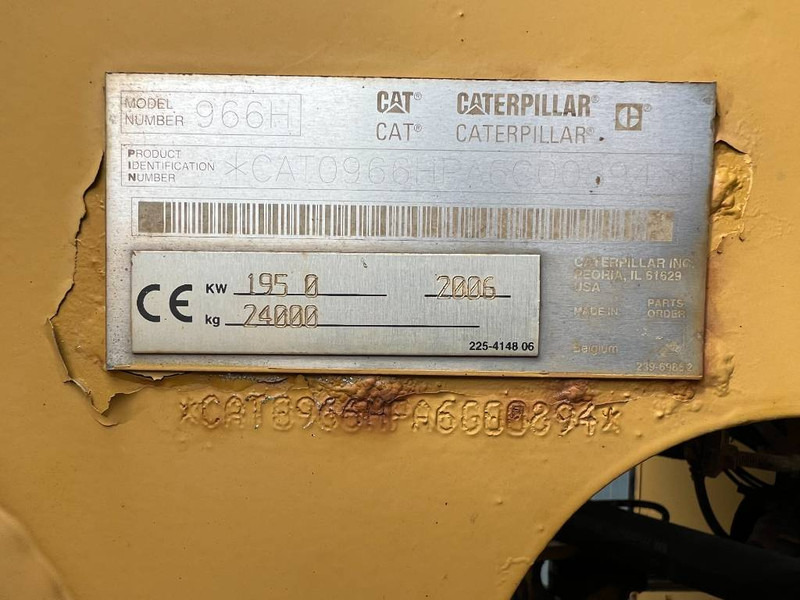 MODEL NUMBER 966H
CAT® CATERPILLAR® C®
CAT® CATERPILLAR®
PRODUCT IDENTIFICATION NUMBER
CATERPILLAR INC.
PEORIA, IL 61629
USA
MADE IN
PARTS ORDER
Belgium
CE
KW 195 0 2006
kg 24000
225-4148 06
*CAT0966HPA6G00894*